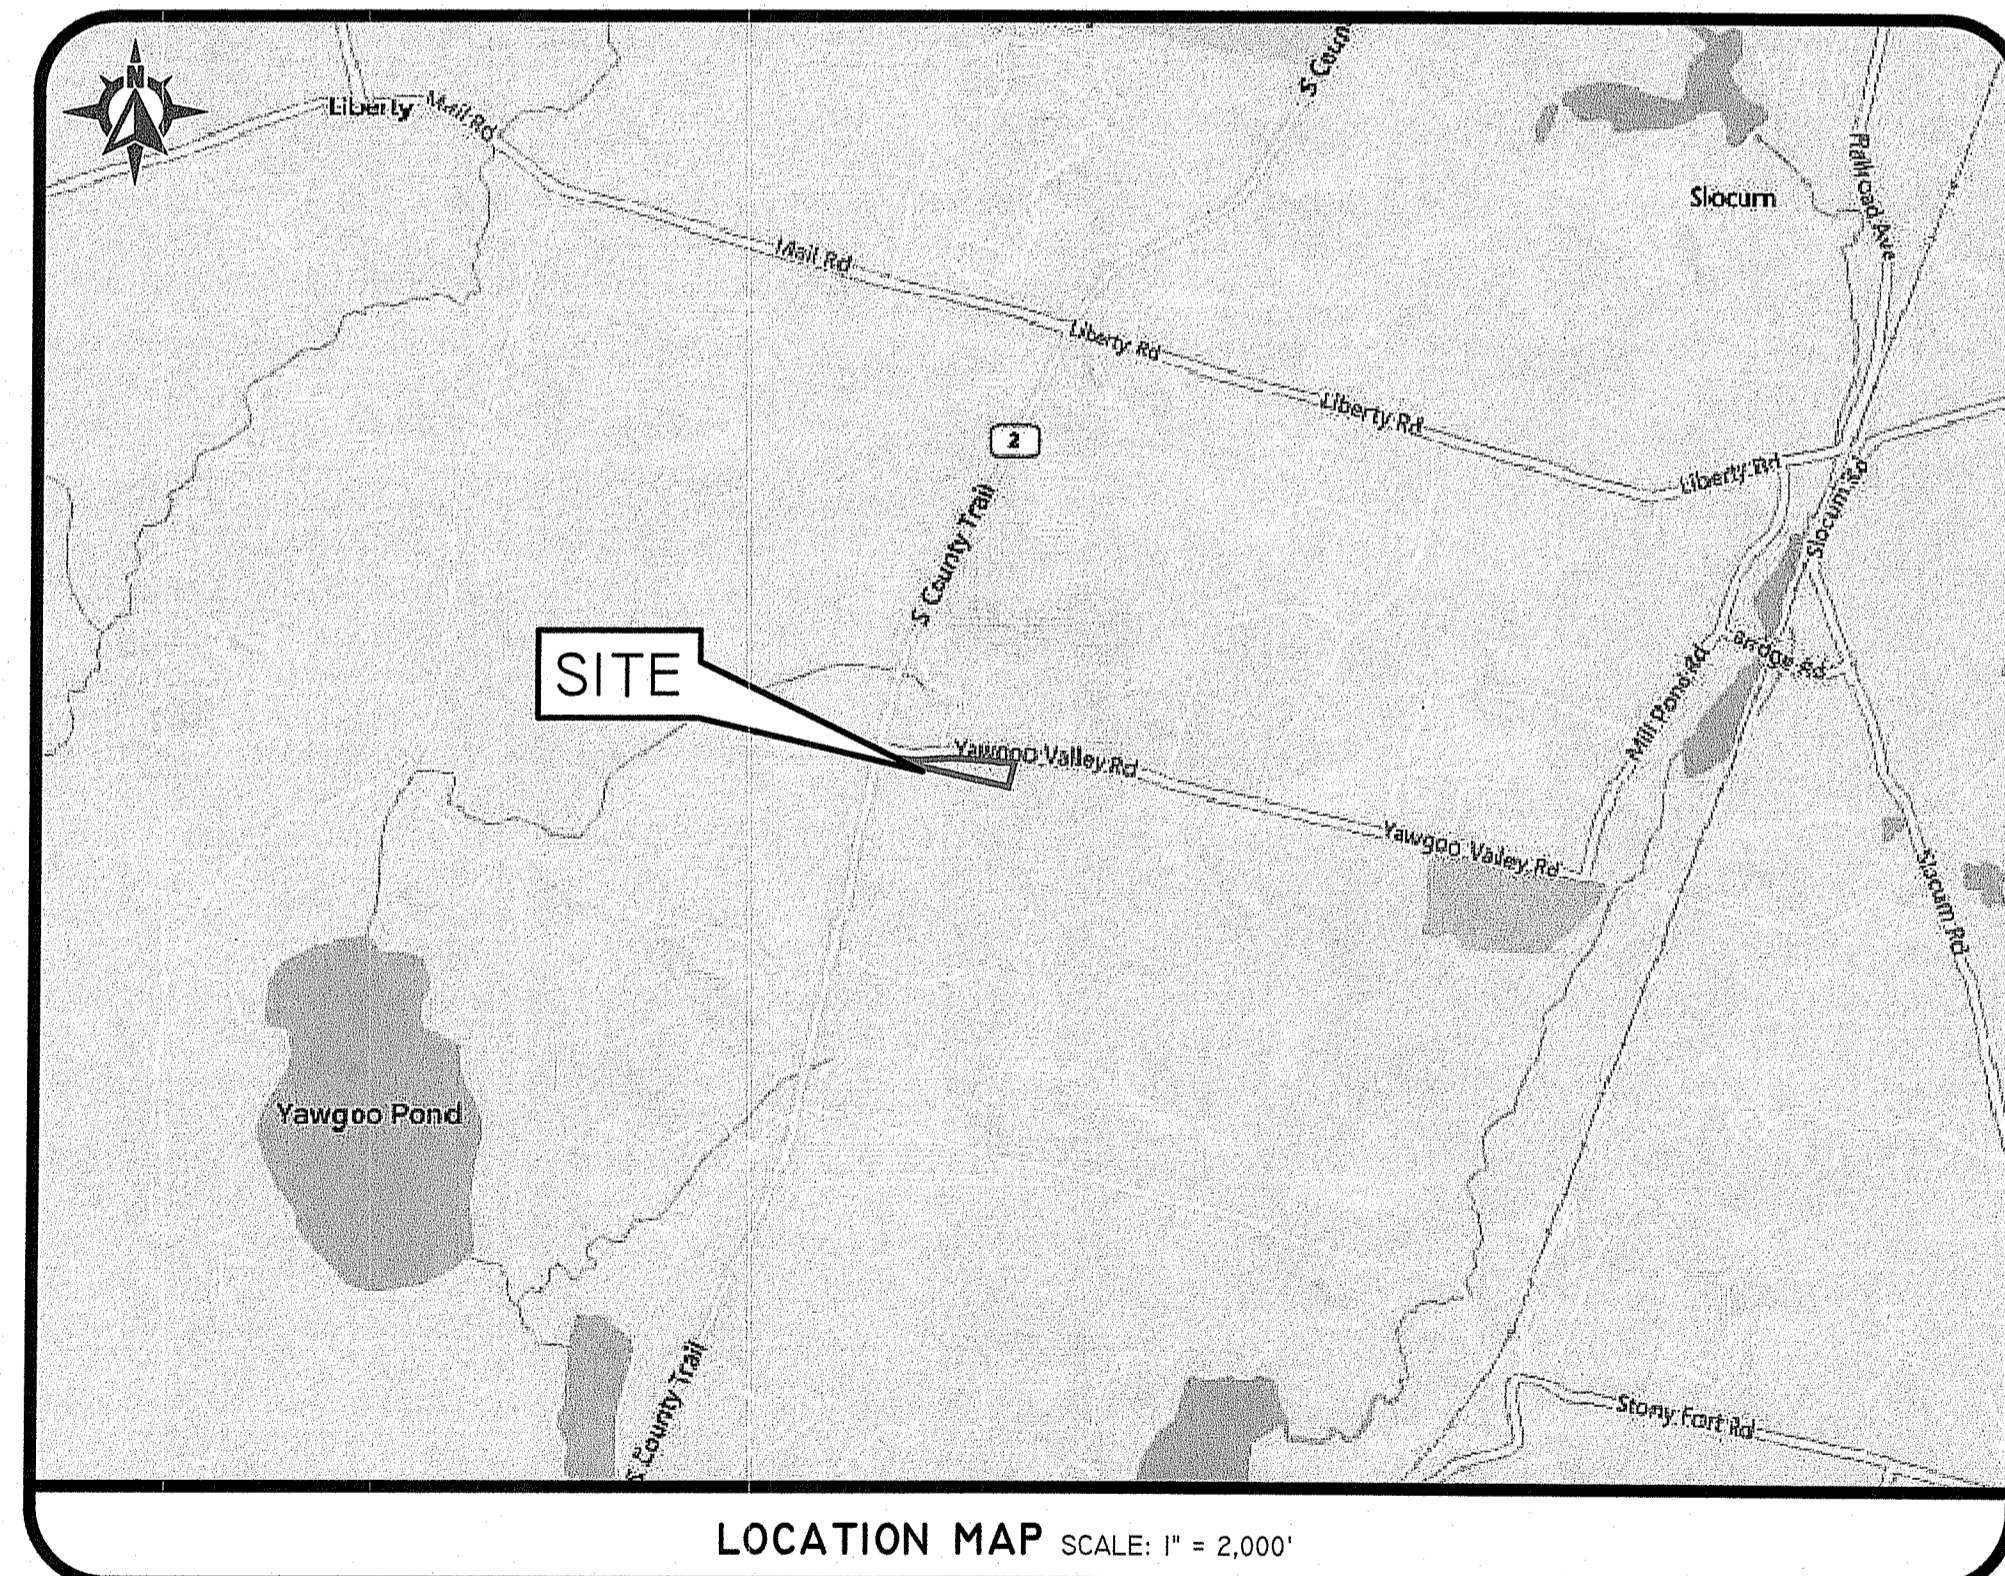 N
S Coun
Liberty
Mail Rd
Railroad Ave
Slocum
Mail Rd
Liberty Rd
Liberty Rd
2
Liberty Rd
Slocum Rd
S County Trail
SITE
Bridge Rd
Mill Pond Rd
Yawgoo Valley Rd
Yawgoo Valley Rd
Slocum Rd
Yawgoo Pond
S County Trail
Stony Fort Rd
LOCATION MAP SCALE: 1" = 2,000'